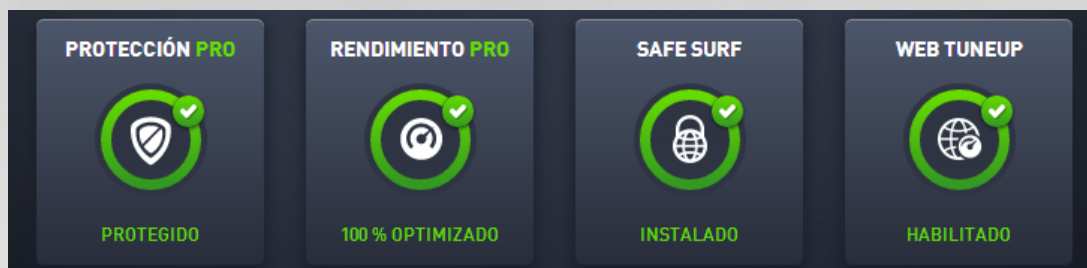 PROTECCIÓN PRO
PROTEGIDO
RENDIMIENTO PRO
100 % OPTIMIZADO
SAFE SURF
INSTALADO
WEB TUNEUP
HABILITADO